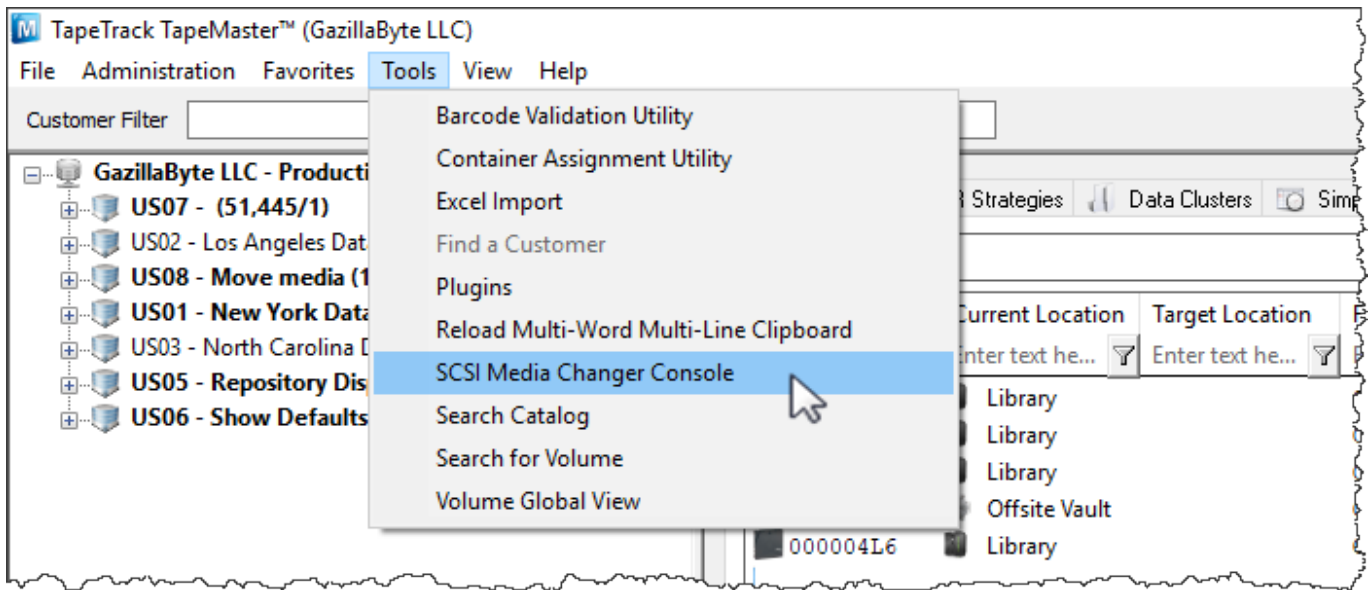 TapeTrack TapeMaster™ (GazillaByte LLC)
File Administration Favorites Tools View Help
Customer Filter
GazillaByte LLC - Producti
US07 - (51,445/1)
US02 - Los Angeles Dat
US08 - Move media (1
US01 - New York Data
US03 - North Carolina D
US05 - Repository Dis
US06 - Show Defaults
Barcode Validation Utility
Container Assignment Utility
Excel Import
Find a Customer
Plugins
Reload Multi-Word Multi-Line Clipboard
SCSI Media Changer Console
Search Catalog
Search for Volume
Volume Global View
Strategies Data Clusters Simp
Current Location Target Location
Enter text he... Enter text he...
Library
Library
Library
Offsite Vault
000004L6 Library